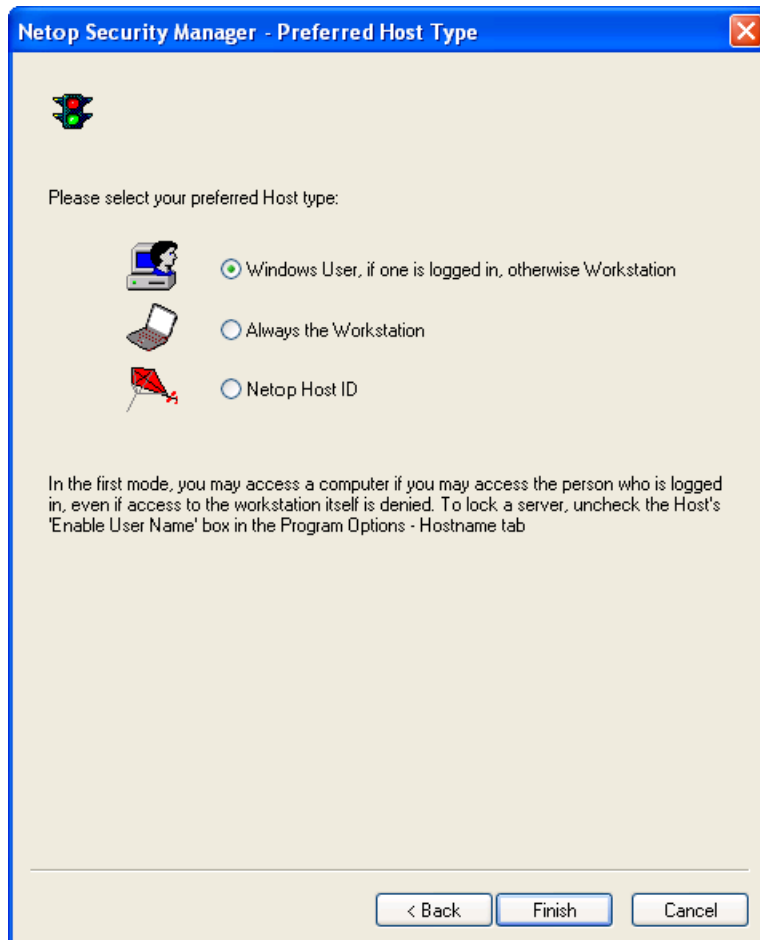 Netop Security Manager - Preferred Host Type
Please select your preferred Host type:
Windows User, if one is logged in, otherwise Workstation
Always the Workstation
Netop Host ID
In the first mode, you may access a computer if you may access the person who is logged
in, even if access to the workstation itself is denied. To lock a server, uncheck the Host's
'Enable User Name' box in the Program Options - Hostname tab
< Back
Finish
Cancel